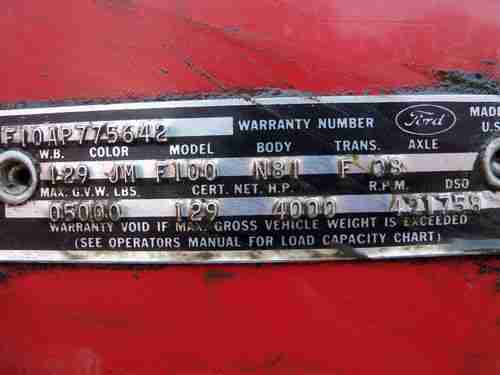 F10AP775642 WARRANTY NUMBER Ford MADE
U.S.
W.B. COLOR MODEL BODY TRANS. AXLE
129 JM F100 N81 F 08
MAX. G.V.W. LBS. CERT. NET. H.P. R.P.M. DSO
05000 129 4000
WARRANTY VOID IF MAX. GROSS VEHICLE WEIGHT IS EXCEEDED
(SEE OPERATORS MANUAL FOR LOAD CAPACITY CHART)